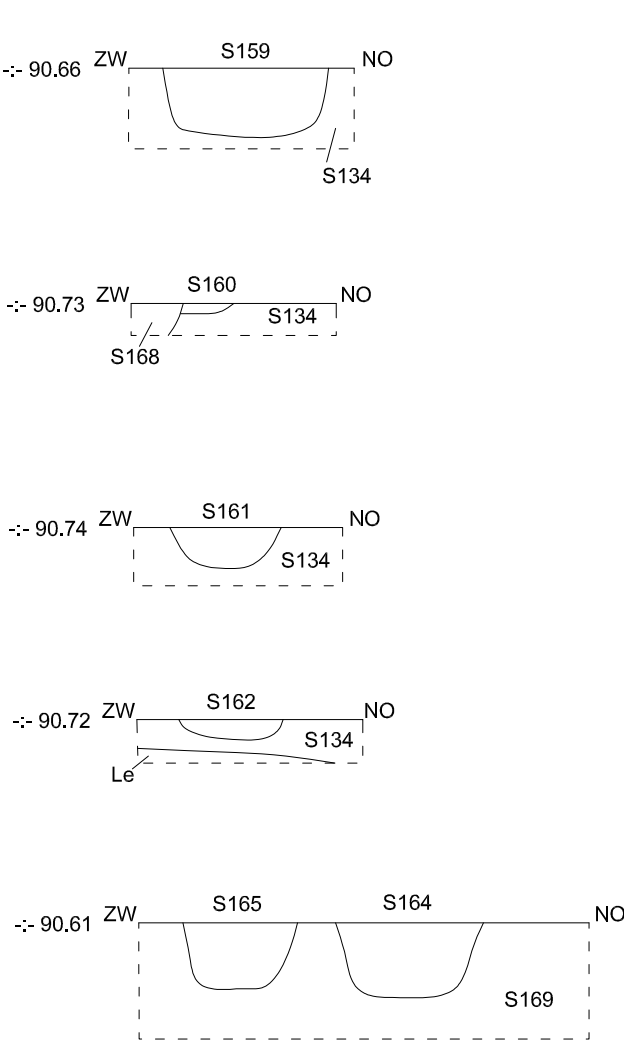 S159
-:- 90.66 ZW NO
S134
S160
-:- 90.73 ZW NO
S134
S168
S161
-:- 90.74 ZW NO
S134
S162
-:- 90.72 ZW NO
S134
Le
S165 S164
-:- 90.61 ZW NO
S169